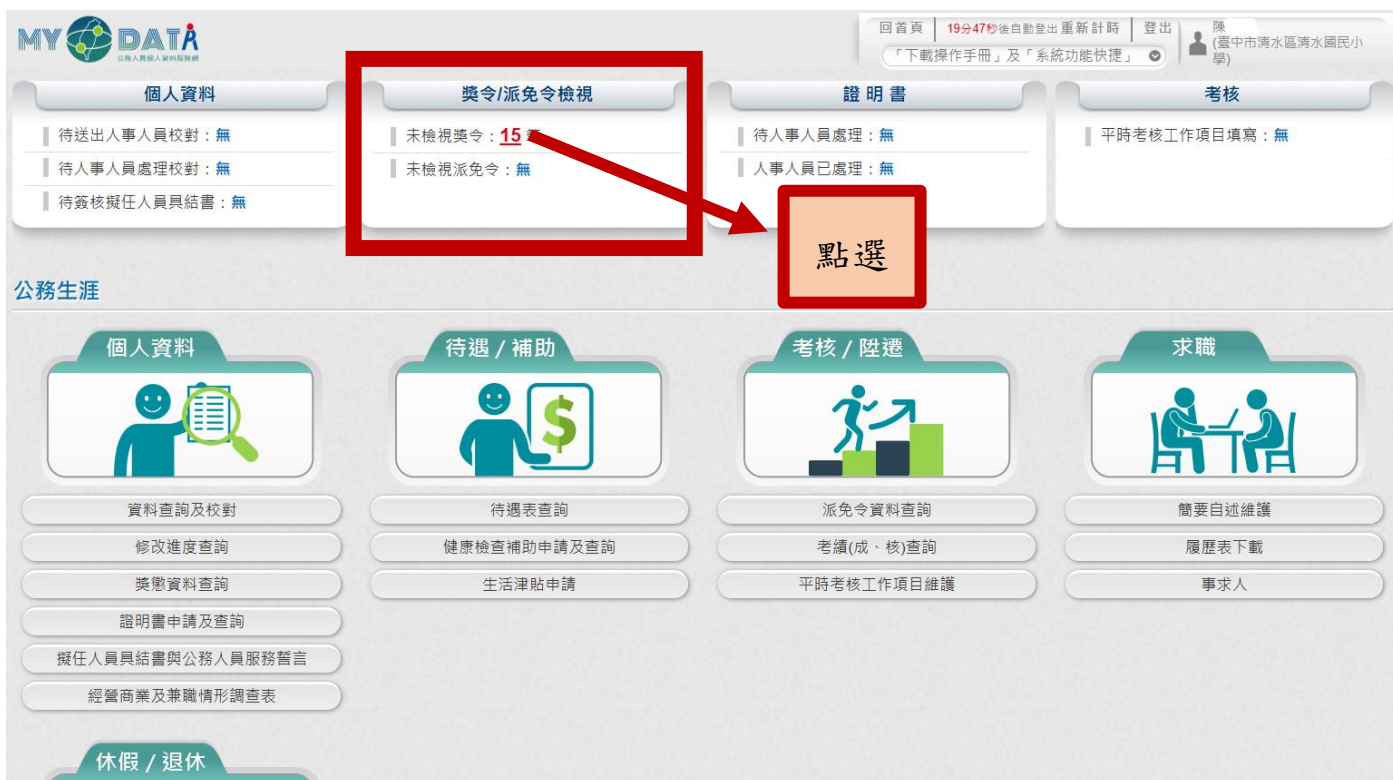 MY DATA
公務人員個人資料服務網
回首頁 | 19分47秒後自動登出重新計時 | 登出
陳
(臺中市清水區清水國民小學)
「下載操作手冊」及「系統功能快捷」
個人資料
待送出人事人員校對：無
待人事人員處理校對：無
待簽核擬任人員具結書：無
獎令/派免令檢視
未檢視獎令：15
未檢視派免令：無
證明書
待人事人員處理：無
人事人員已處理：無
考核
平時考核工作項目填寫：無
點選
公務生涯
個人資料
資料查詢及校對
修改進度查詢
獎懲資料查詢
證明書申請及查詢
擬任人員具結書與公務人員服務誓言
經營商業及兼職情形調查表
待遇 / 補助
$
待遇表查詢
健康檢查補助申請及查詢
生活津貼申請
考核 / 陞遷
派免令資料查詢
考績(成、核)查詢
平時考核工作項目維護
求職
簡要自述維護
履歷表下載
事求人
休假 / 退休